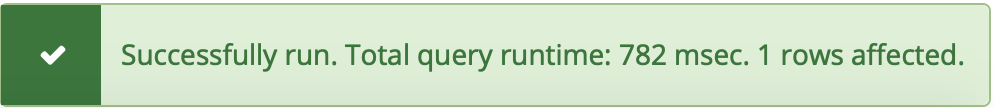 Successfully run. Total query runtime: 782 msec. 1 rows affected.